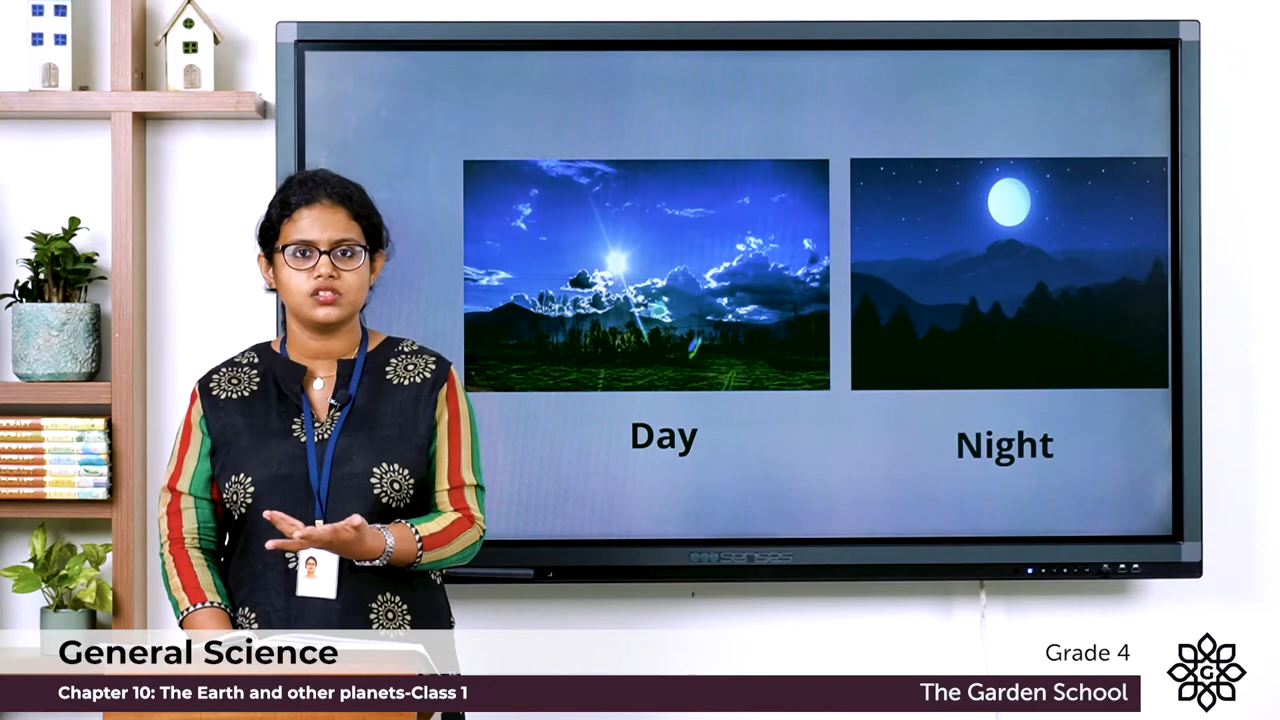 Day
Night
General Science
Grade 4
Chapter 10: The Earth and other planets-Class 1
The Garden School
G